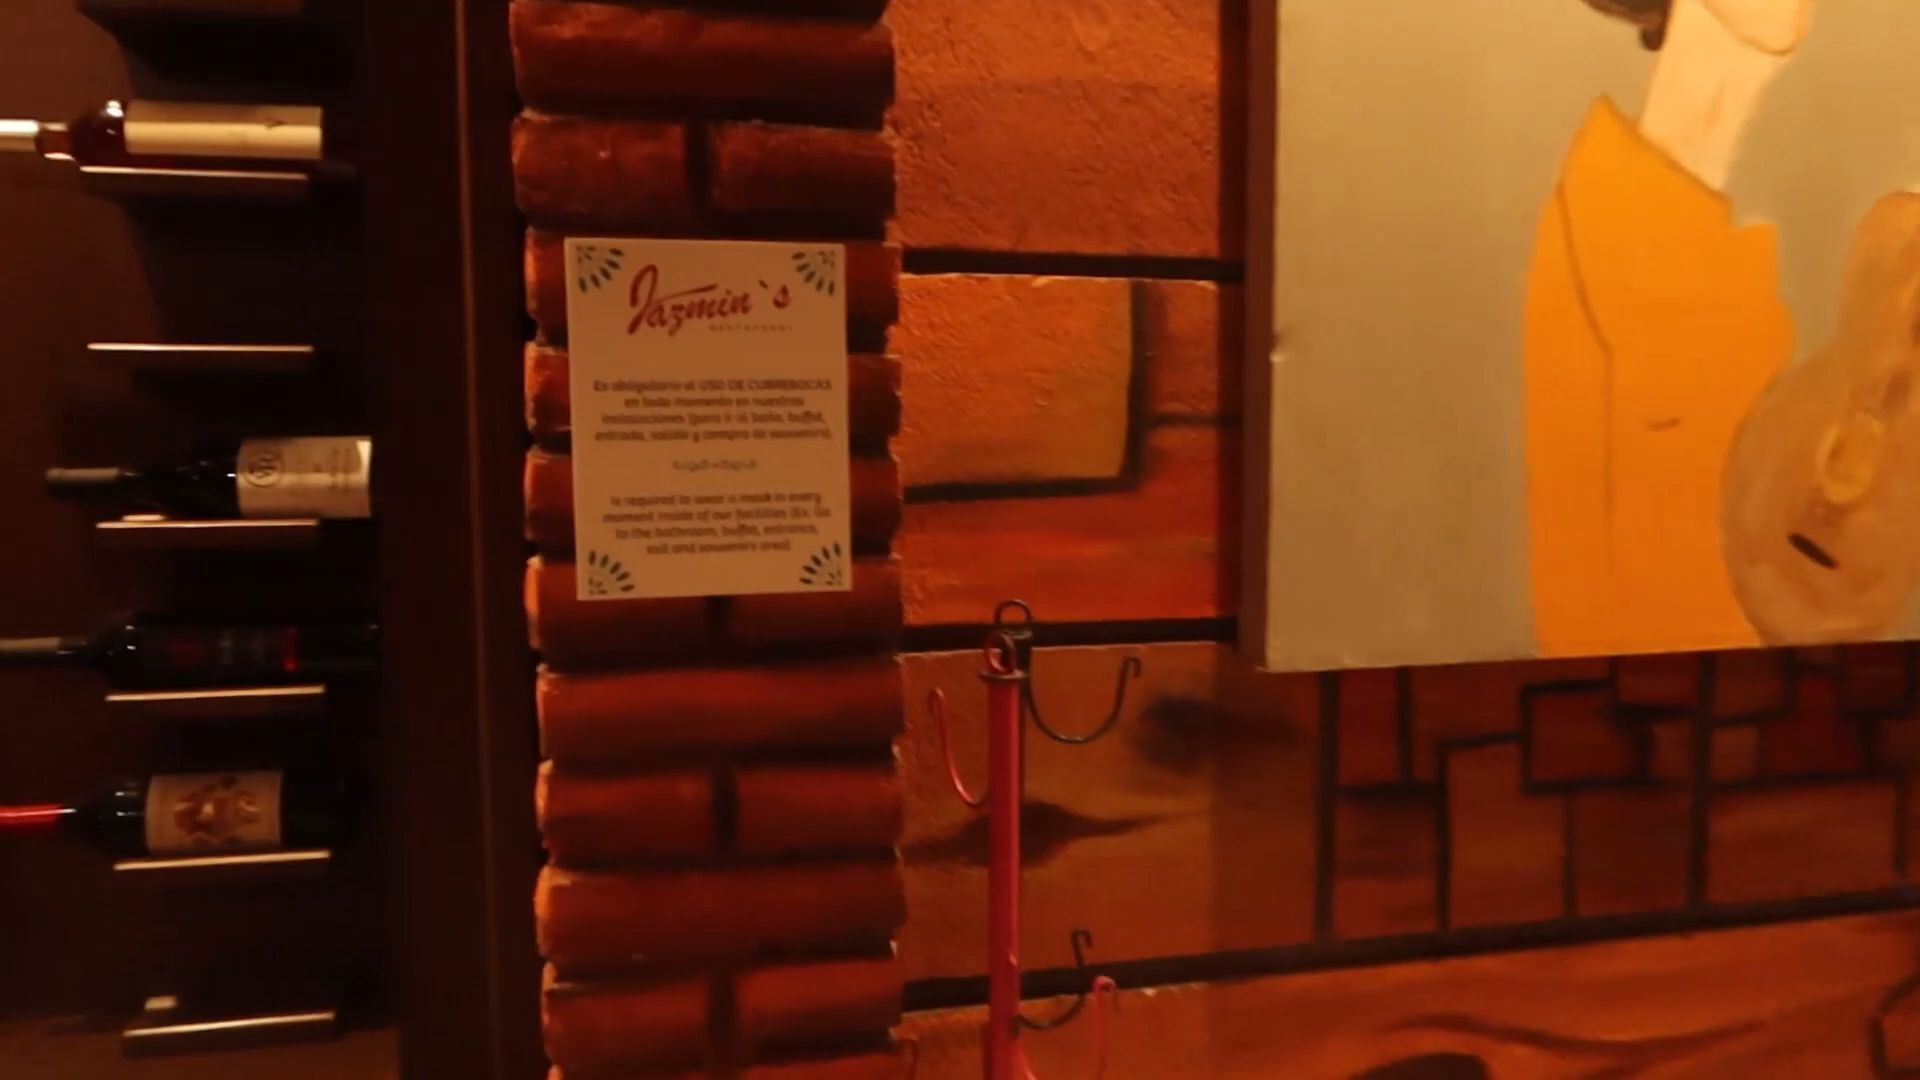 Jazmin`s
RESTAURANT
Es obligatorio el USO DE CUBREBOCAS
en todo momento en nuestras
instalaciones (para ir al baño, buffet,
entrada, salida y compra de souvenirs).
Is required to wear a mask in every
moment inside of our facilities (Ex. Go
to the bathroom, buffet, entrance,
exit and souvenirs area)